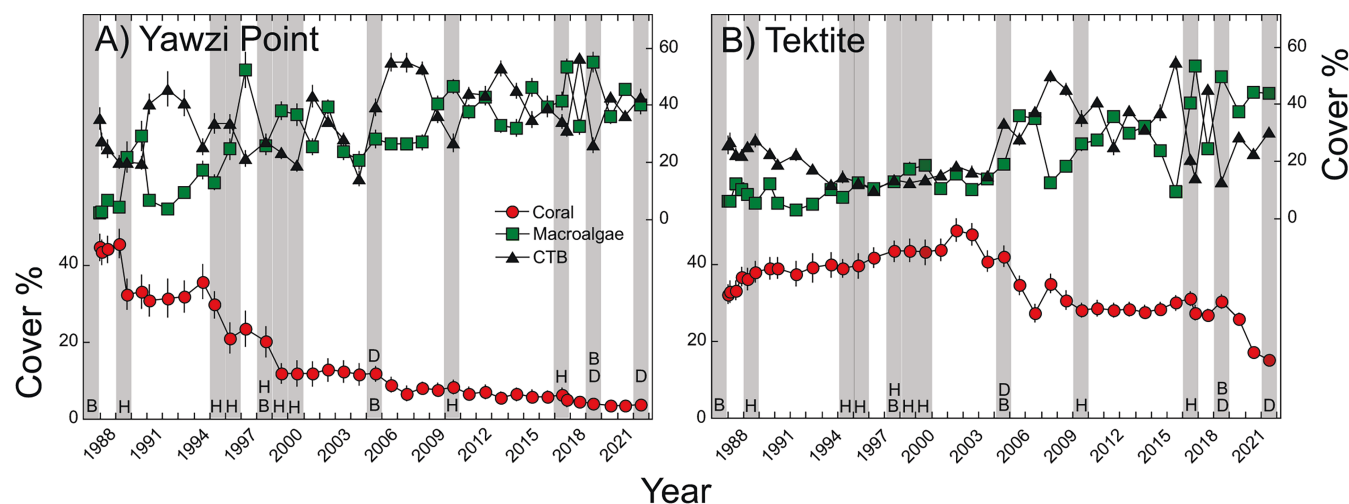 A) Yawzi Point
B) Tektite
60
40
20
0
60
40
20
0
Cover %
Coral
Macroalgae
CTB
40
20
0
40
20
0
Cover %
B H H H H B H H D B H H B D D
B H H H H B H H D B H H B D D
1988 1991 1994 1997 2000 2003 2006 2009 2012 2015 2018 2021
1988 1991 1994 1997 2000 2003 2006 2009 2012 2015 2018 2021
Year